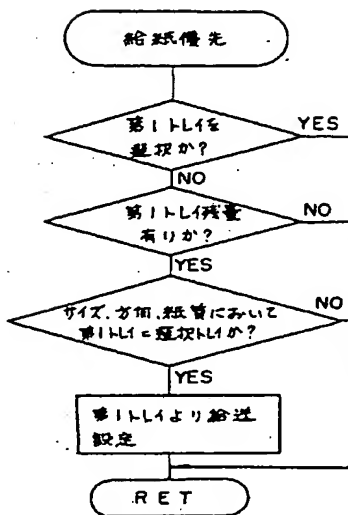 給紙優先
第1トレイを
選択か?
YES
NO
第1トレイ残量
有りか?
NO
YES
サイズ、方向、紙質において
第1トレイ=選択トレイか?
NO
YES
第1トレイより給送
設定
RET